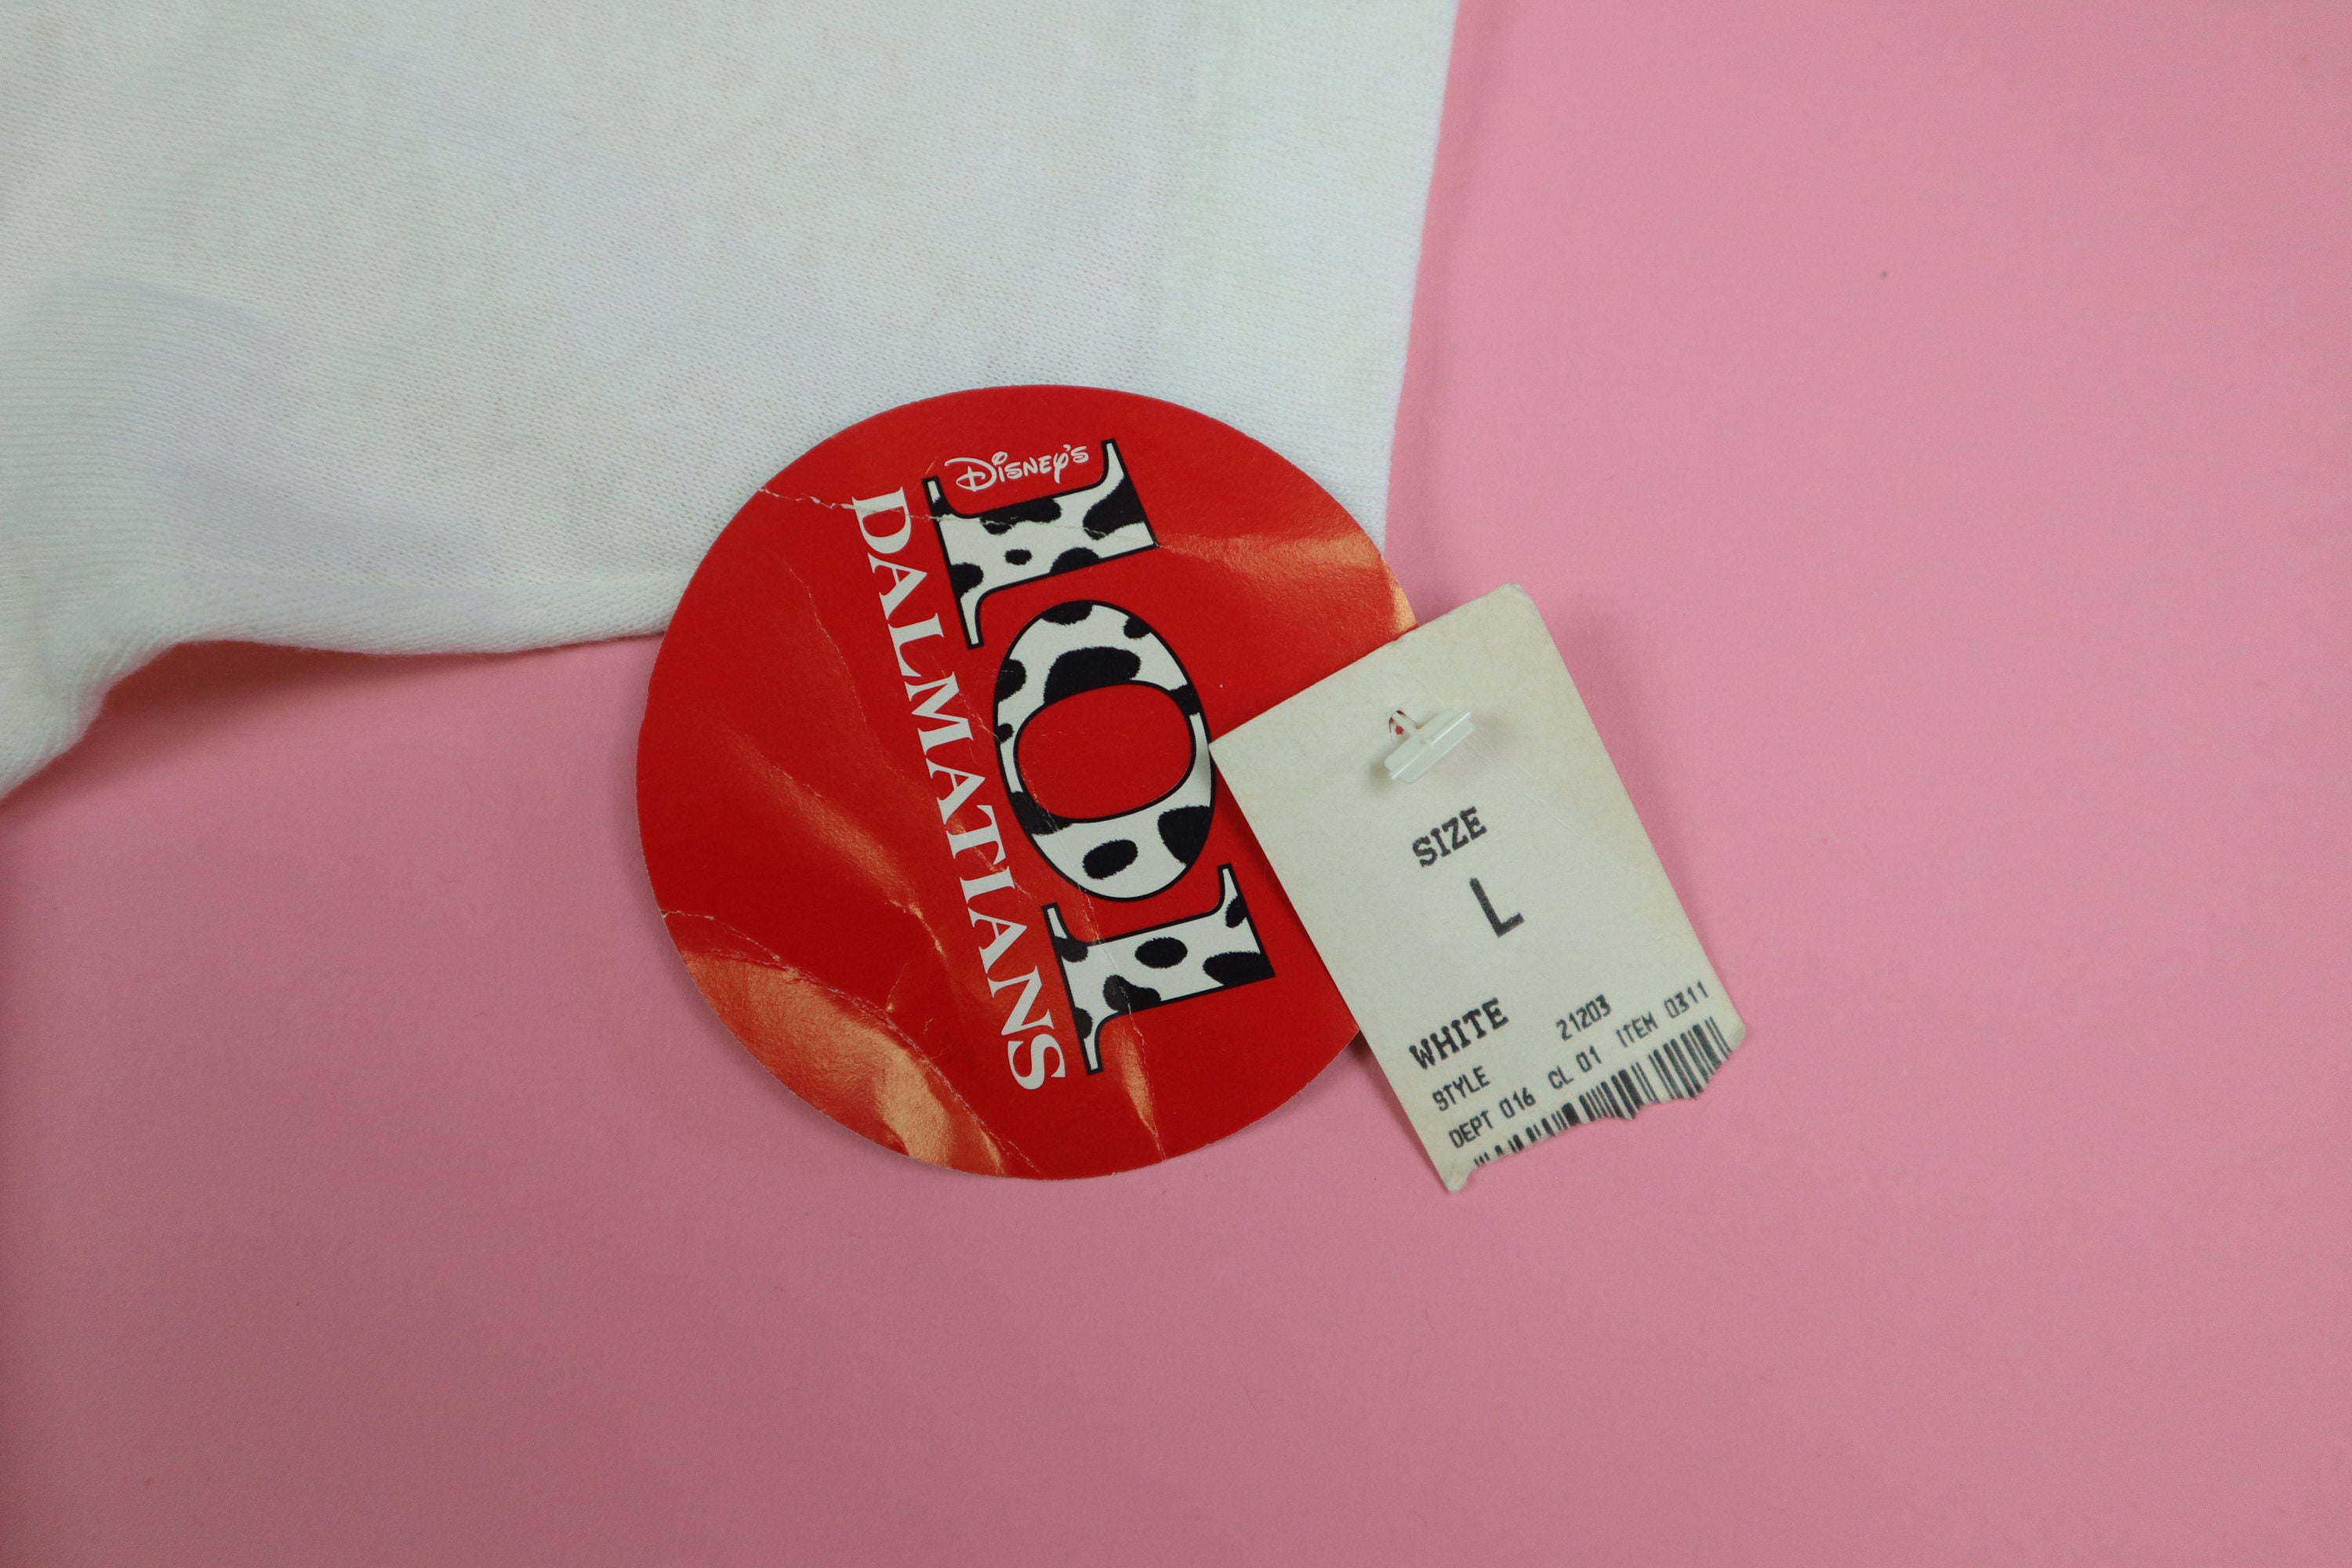 Disney's
101
DALMATIANS
SIZE
L
WHITE
STYLE 21203
DEPT 016 CL 01 ITEM 0311